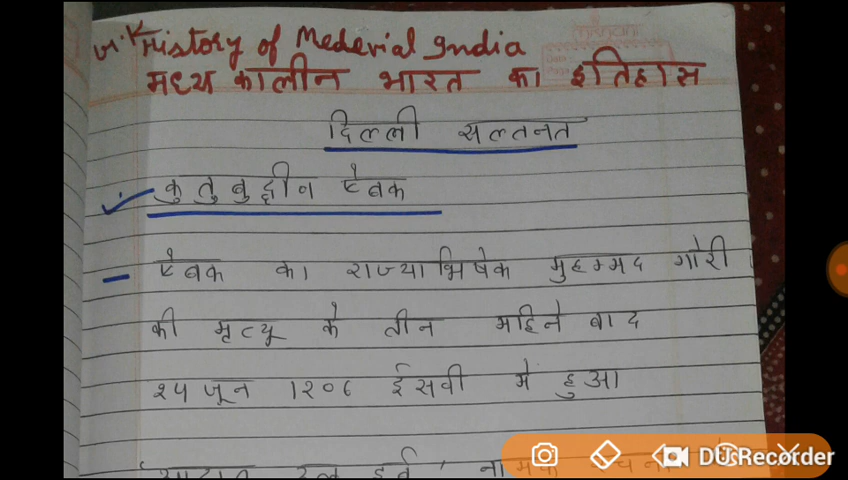 G.K History of Medevial India
मध्य कालीन भारत का इतिहास
दिल्ली सल्तनत
कुतुबुद्दीन ऐबक
ऐबक का राज्याभिषेक मुहम्मद गोरी
की मृत्यू के तीन महिने बाद
२५ जून १२०६ ईसवी में हुआ
नामक
DU Recorder